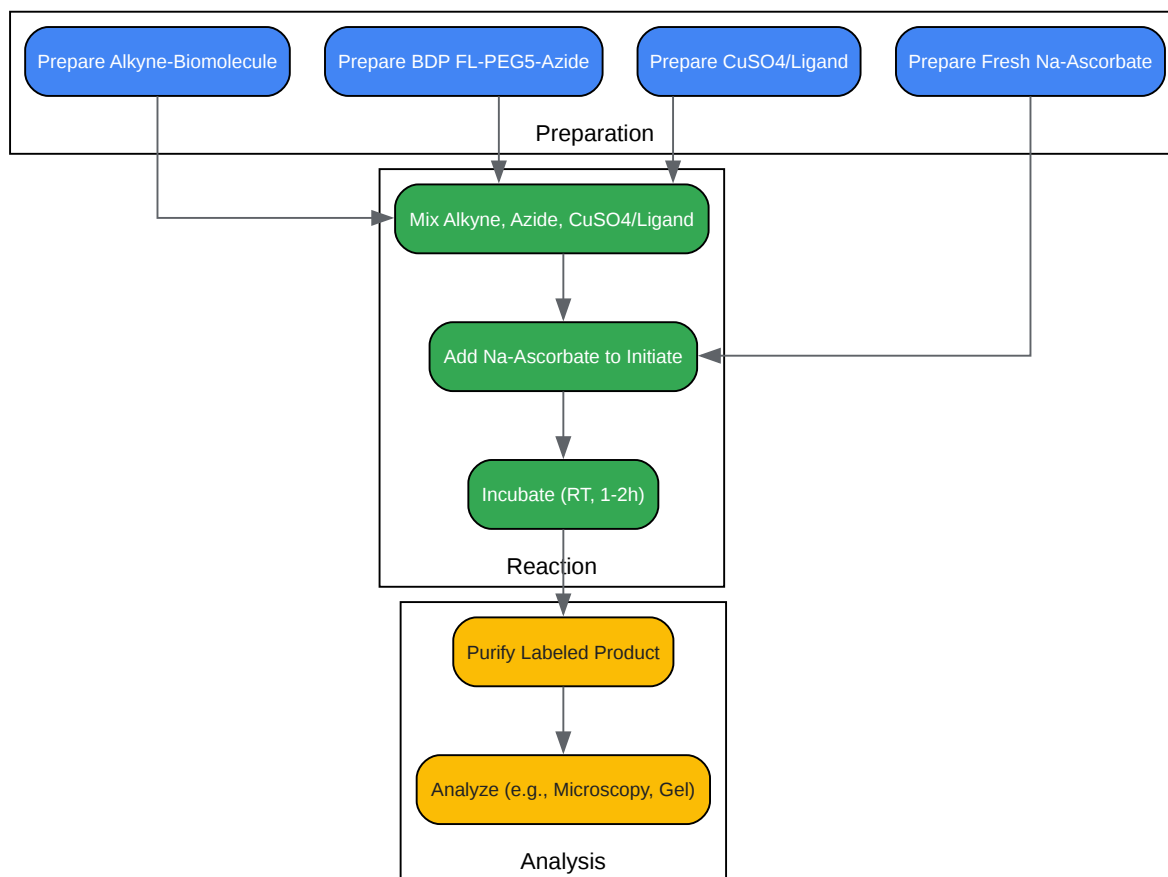 Prepare Alkyne-Biomolecule
Prepare BDP FL-PEG5-Azide
Prepare CuSO4/Ligand
Prepare Fresh Na-Ascorbate
Preparation
Mix Alkyne, Azide, CuSO4/Ligand
Add Na-Ascorbate to Initiate
Incubate (RT, 1-2h)
Reaction
Purify Labeled Product
Analyze (e.g., Microscopy, Gel)
Analysis